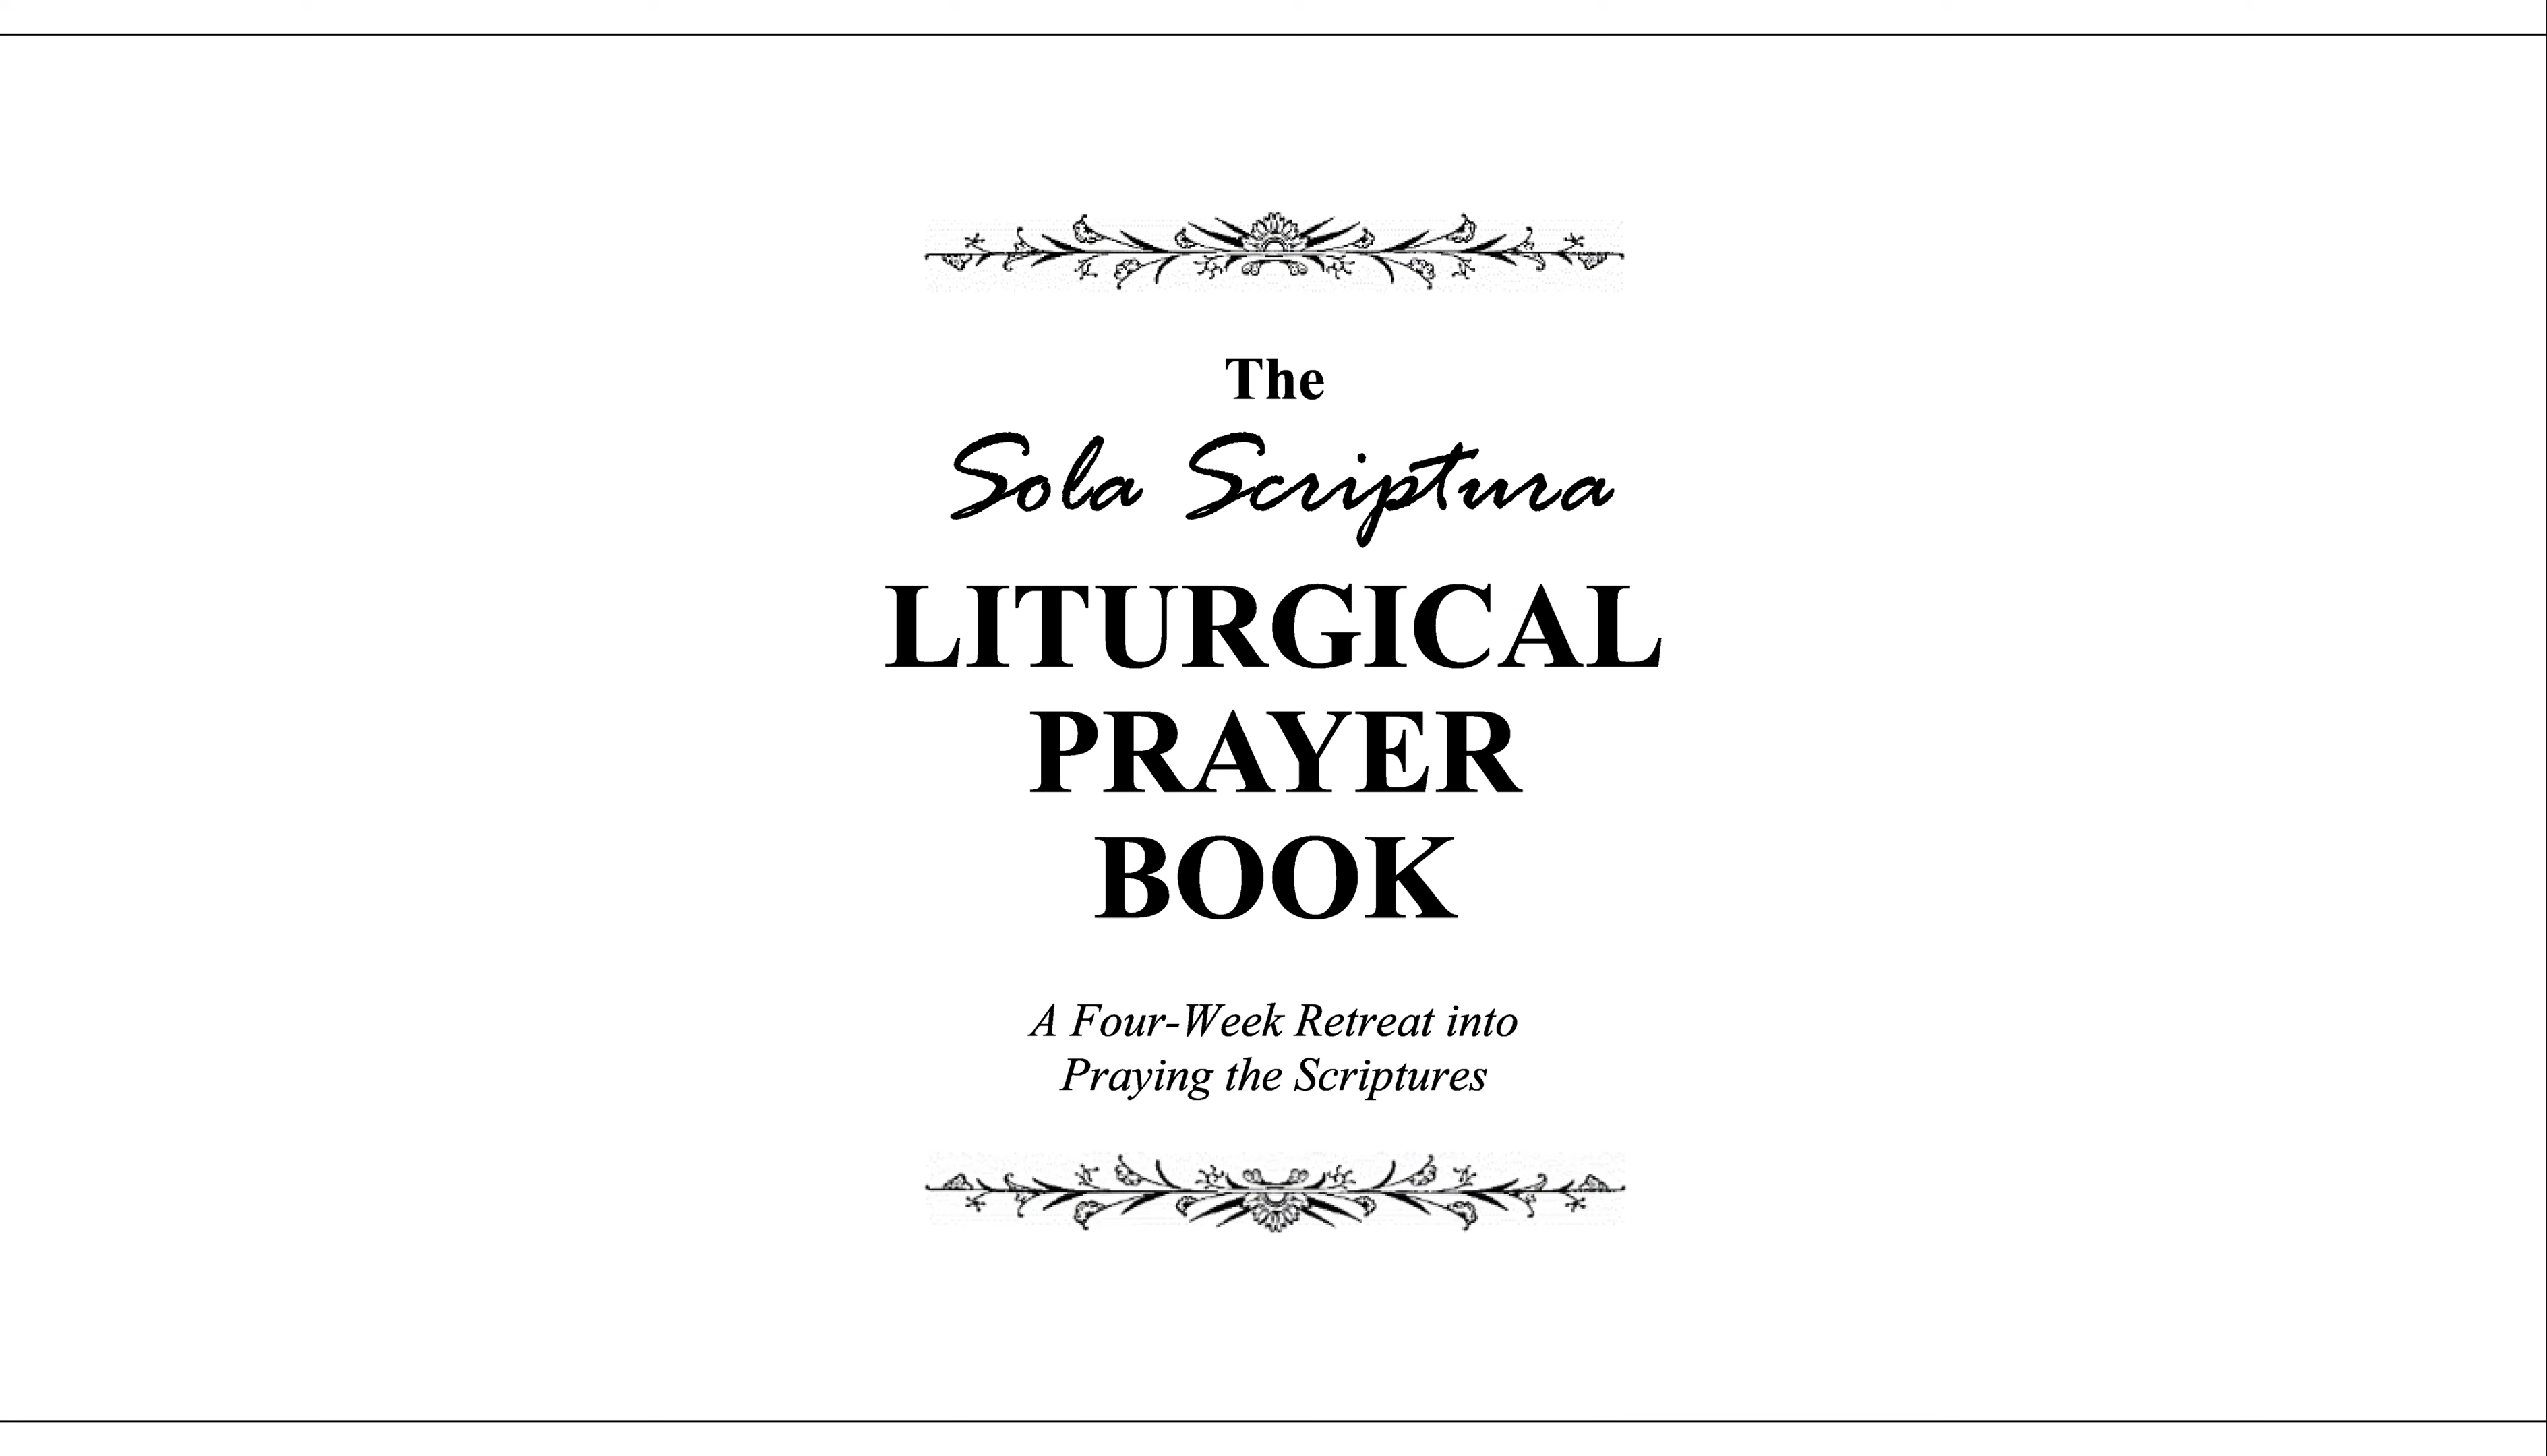 The
Sola Scriptura
LITURGICAL
PRAYER
BOOK
A Four-Week Retreat into
Praying the Scriptures